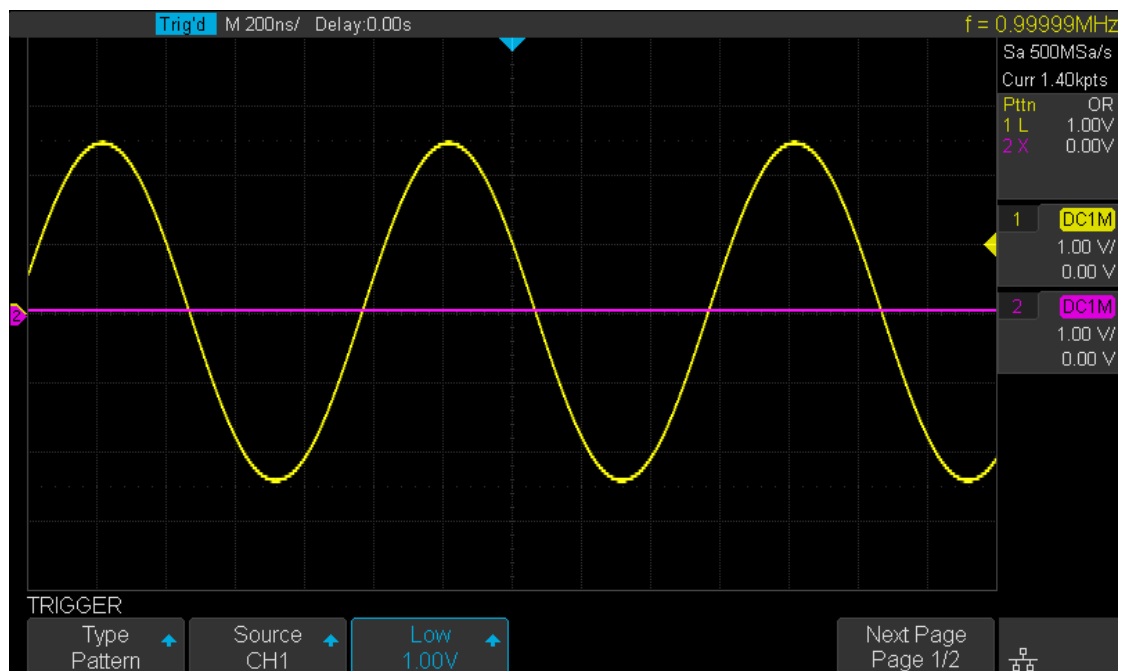 Trig'd M 200ns/ Delay:0.00s f = 0.99999MHz
Sa 500MSa/s
Curr 1.40kpts
Pttn OR
1 L 1.00V
2 X 0.00V
1 DC1M
1.00 V/
0.00 V
2 DC1M
1.00 V/
0.00 V
2
TRIGGER
Type Source Low Next Page
Pattern CH1 1.00V Page 1/2